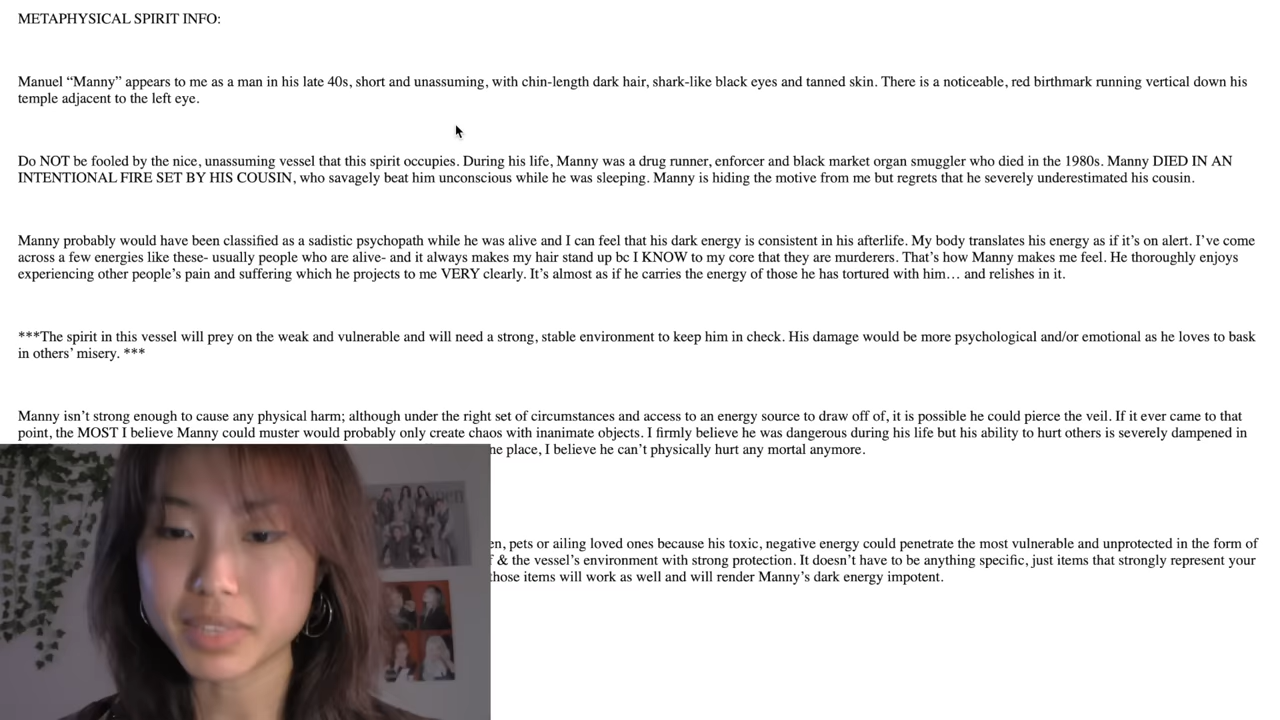 METAPHYSICAL SPIRIT INFO:
Manuel “Manny” appears to me as a man in his late 40s, short and unassuming, with chin-length dark hair, shark-like black eyes and tanned skin. There is a noticeable, red birthmark running vertical down his
temple adjacent to the left eye.
Do NOT be fooled by the nice, unassuming vessel that this spirit occupies. During his life, Manny was a drug runner, enforcer and black market organ smuggler who died in the 1980s. Manny DIED IN AN
INTENTIONAL FIRE SET BY HIS COUSIN, who savagely beat him unconscious while he was sleeping. Manny is hiding the motive from me but regrets that he severely underestimated his cousin.
Manny probably would have been classified as a sadistic psychopath while he was alive and I can feel that his dark energy is consistent in his afterlife. My body translates his energy as if it’s on alert. I’ve come
across a few energies like these- usually people who are alive- and it always makes my hair stand up bc I KNOW to my core that they are murderers. That’s how Manny makes me feel. He thoroughly enjoys
experiencing other people’s pain and suffering which he projects to me VERY clearly. It’s almost as if he carries the energy of those he has tortured with him… and relishes in it.
***The spirit in this vessel will prey on the weak and vulnerable and will need a strong, stable environment to keep him in check. His damage would be more psychological and/or emotional as he loves to bask
in others’ misery. ***
Manny isn’t strong enough to cause any physical harm; although under the right set of circumstances and access to an energy source to draw off of, it is possible he could pierce the veil. If it ever came to that
point, the MOST I believe Manny could muster would probably only create chaos with inanimate objects. I firmly believe he was dangerous during his life but his ability to hurt others is severely dampened in
place, I believe he can’t physically hurt any mortal anymore.
pets or ailing loved ones because his toxic, negative energy could penetrate the most vulnerable and unprotected in the form of
& the vessel’s environment with strong protection. It doesn’t have to be anything specific, just items that strongly represent your
those items will work as well and will render Manny’s dark energy impotent.